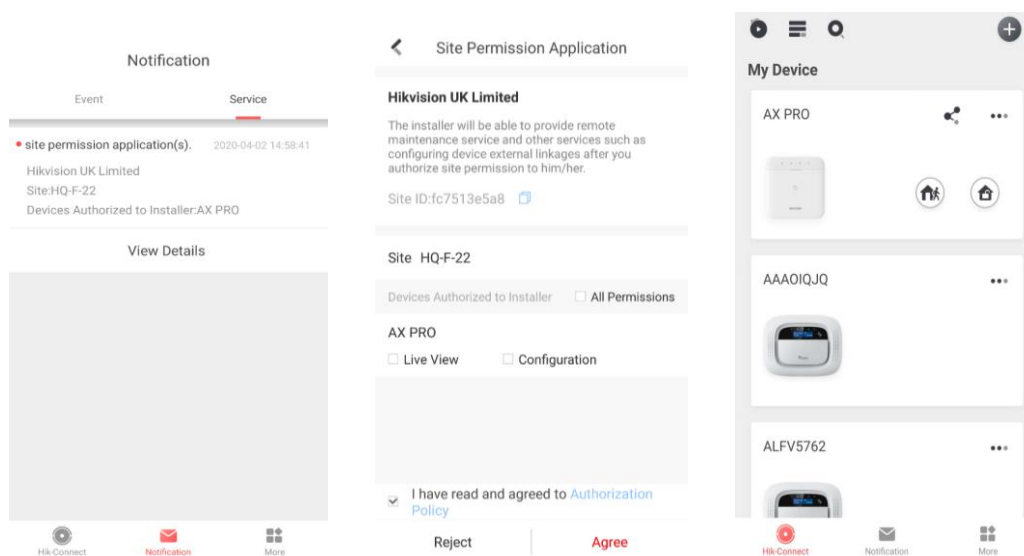 Notification
Event Service
site permission application(s). 2020-04-02 14:58:41
Hikvision UK Limited
Site:HQ-F-22
Devices Authorized to Installer:AX PRO
View Details
Hik-Connect Notification More
Site Permission Application
Hikvision UK Limited
The installer will be able to provide remote
maintenance service and other services such as
configuring device external linkages after you
authorize site permission to him/her.
Site ID:fc7513e5a8
Site HQ-F-22
Devices Authorized to Installer All Permissions
AX PRO
Live View Configuration
I have read and agreed to Authorization
Policy
Reject Agree
My Device
AX PRO
AAAOIQJQ
ALFV5762
Hik-Connect Notification More